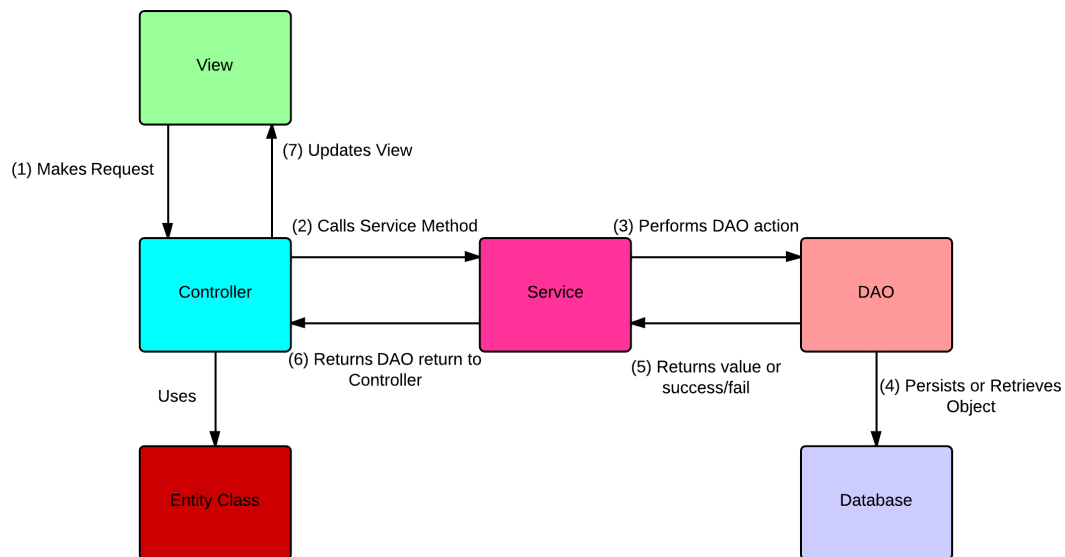 View
(1) Makes Request
(7) Updates View
(2) Calls Service Method
(3) Performs DAO action
Controller
Service
DAO
(6) Returns DAO return to
Controller
(5) Returns value or
success/fail
Uses
(4) Persists or Retrieves
Object
Entity Class
Database